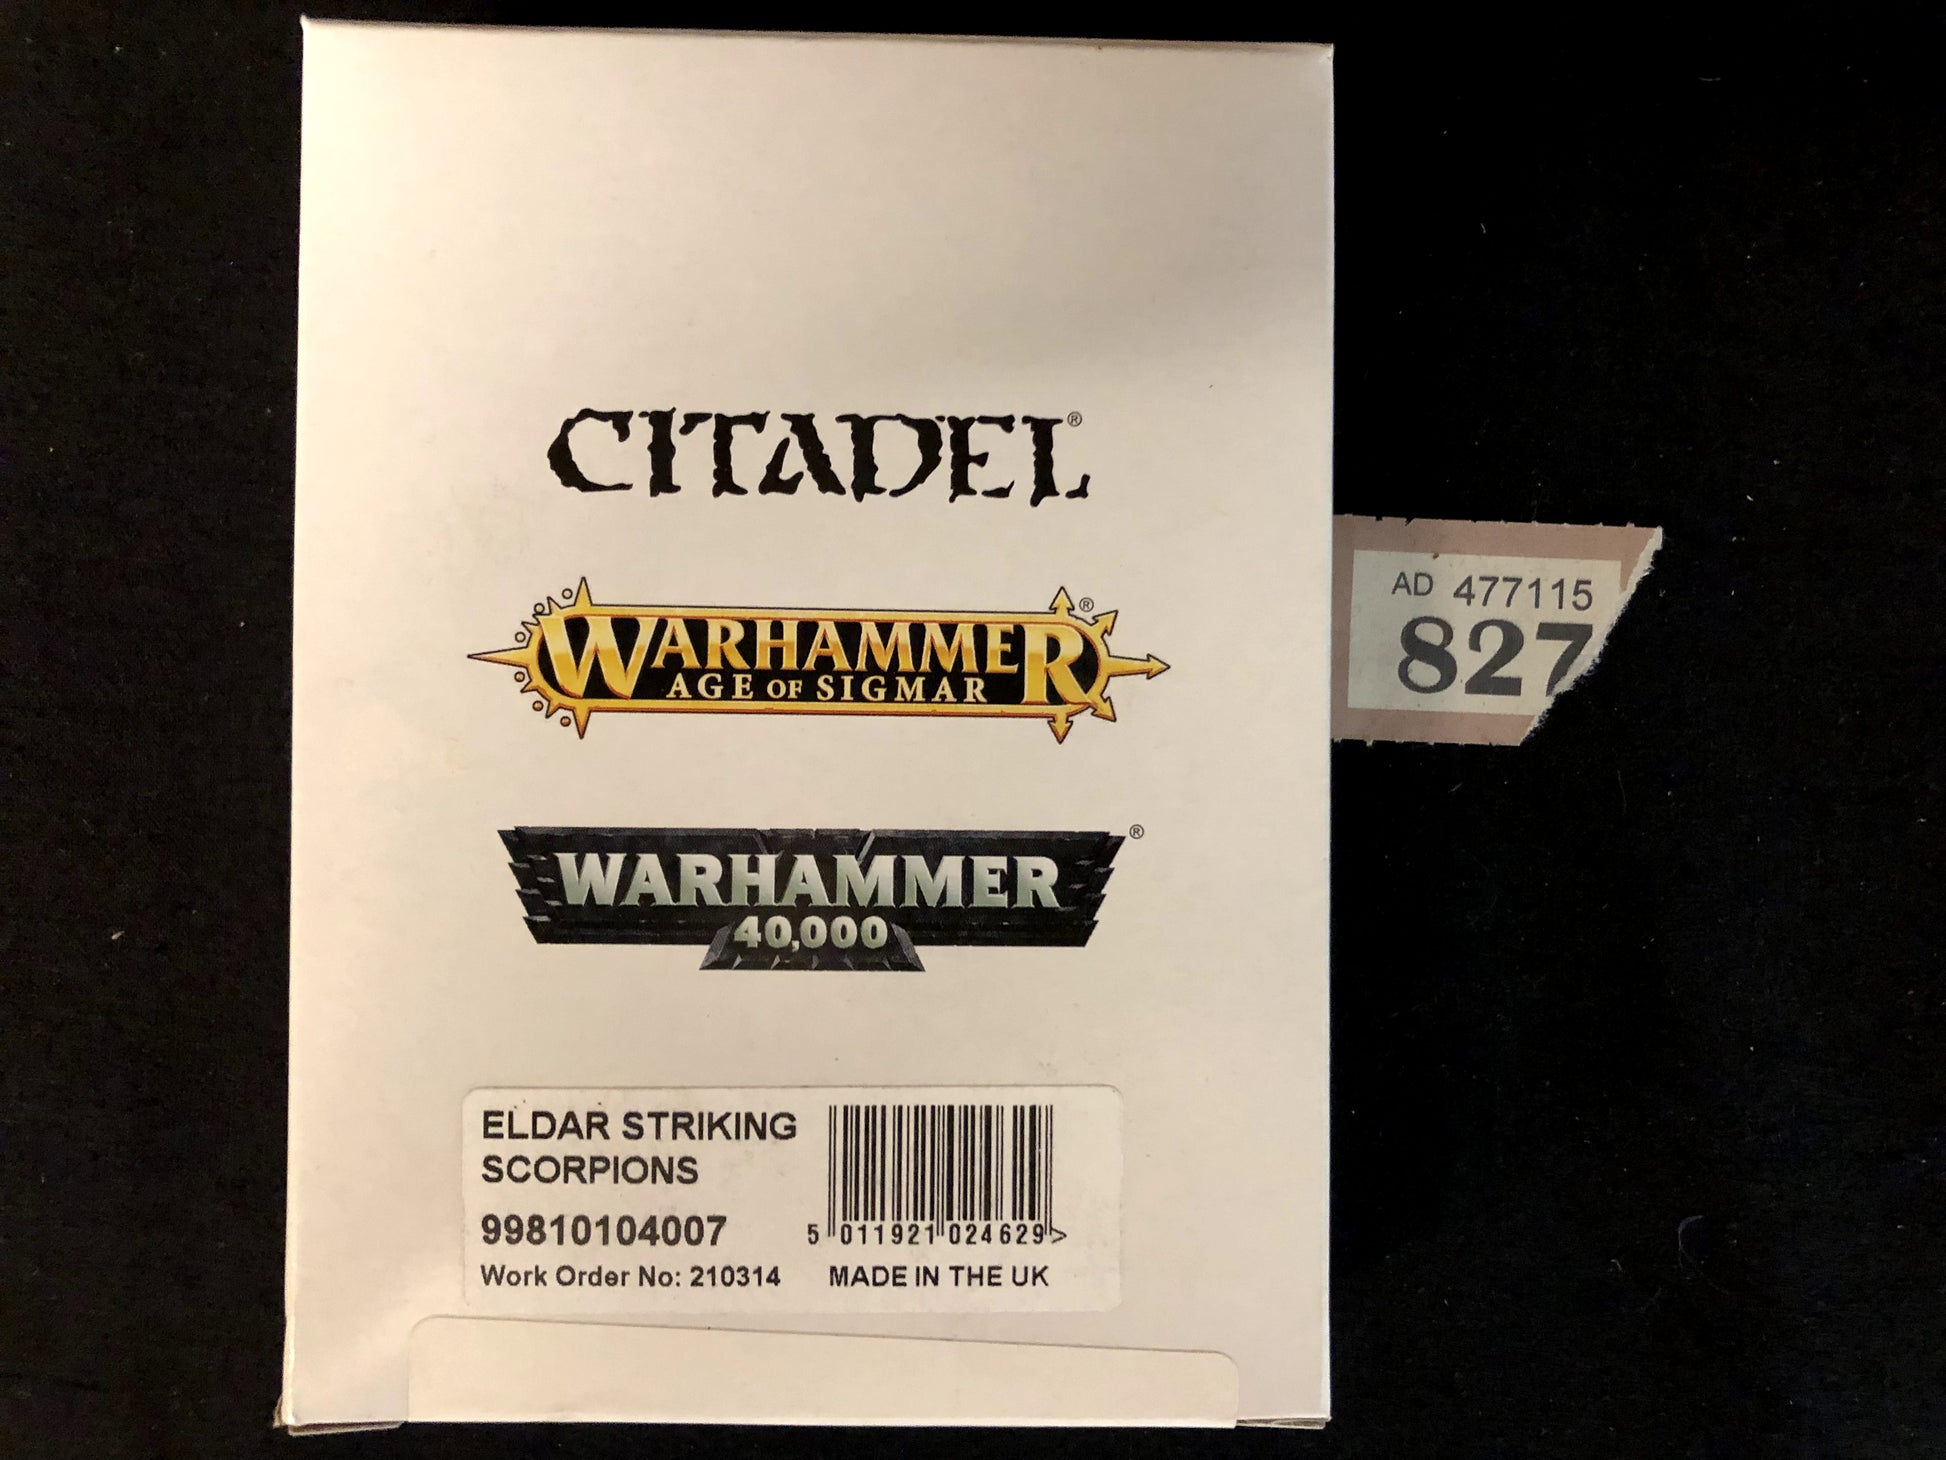 CITADEL®
WARHAMMER®
AGE OF SIGMAR
WARHAMMER®
40,000
AD 477115
827
ELDAR STRIKING
SCORPIONS
99810104007
Work Order No: 210314
5 011921 024629 >
MADE IN THE UK